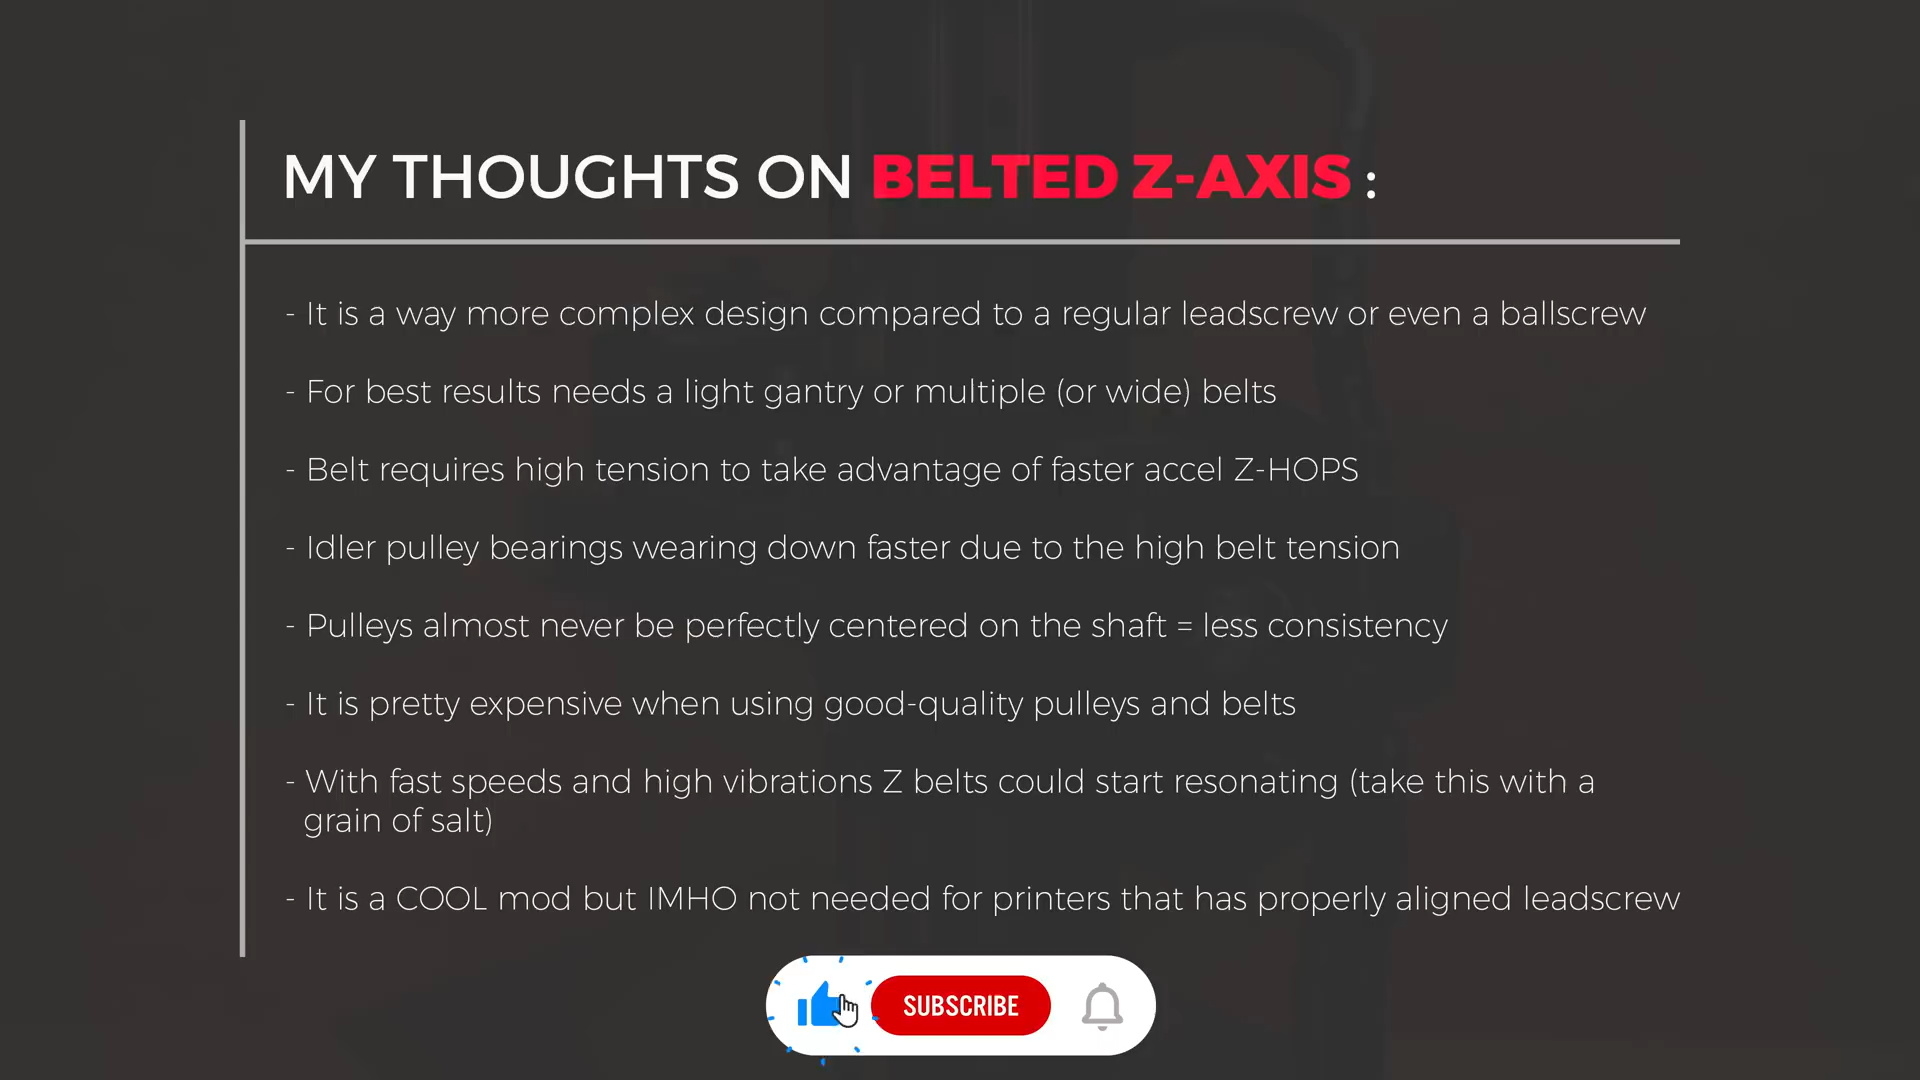 MY THOUGHTS ON BELTED Z-AXIS :
- It is a way more complex design compared to a regular leadscrew or even a ballscrew
- For best results needs a light gantry or multiple (or wide) belts
- Belt requires high tension to take advantage of faster accel Z-HOPS
- Idler pulley bearings wearing down faster due to the high belt tension
- Pulleys almost never be perfectly centered on the shaft = less consistency
- It is pretty expensive when using good-quality pulleys and belts
- With fast speeds and high vibrations Z belts could start resonating (take this with a
grain of salt)
- It is a COOL mod but IMHO not needed for printers that has properly aligned leadscrew
SUBSCRIBE